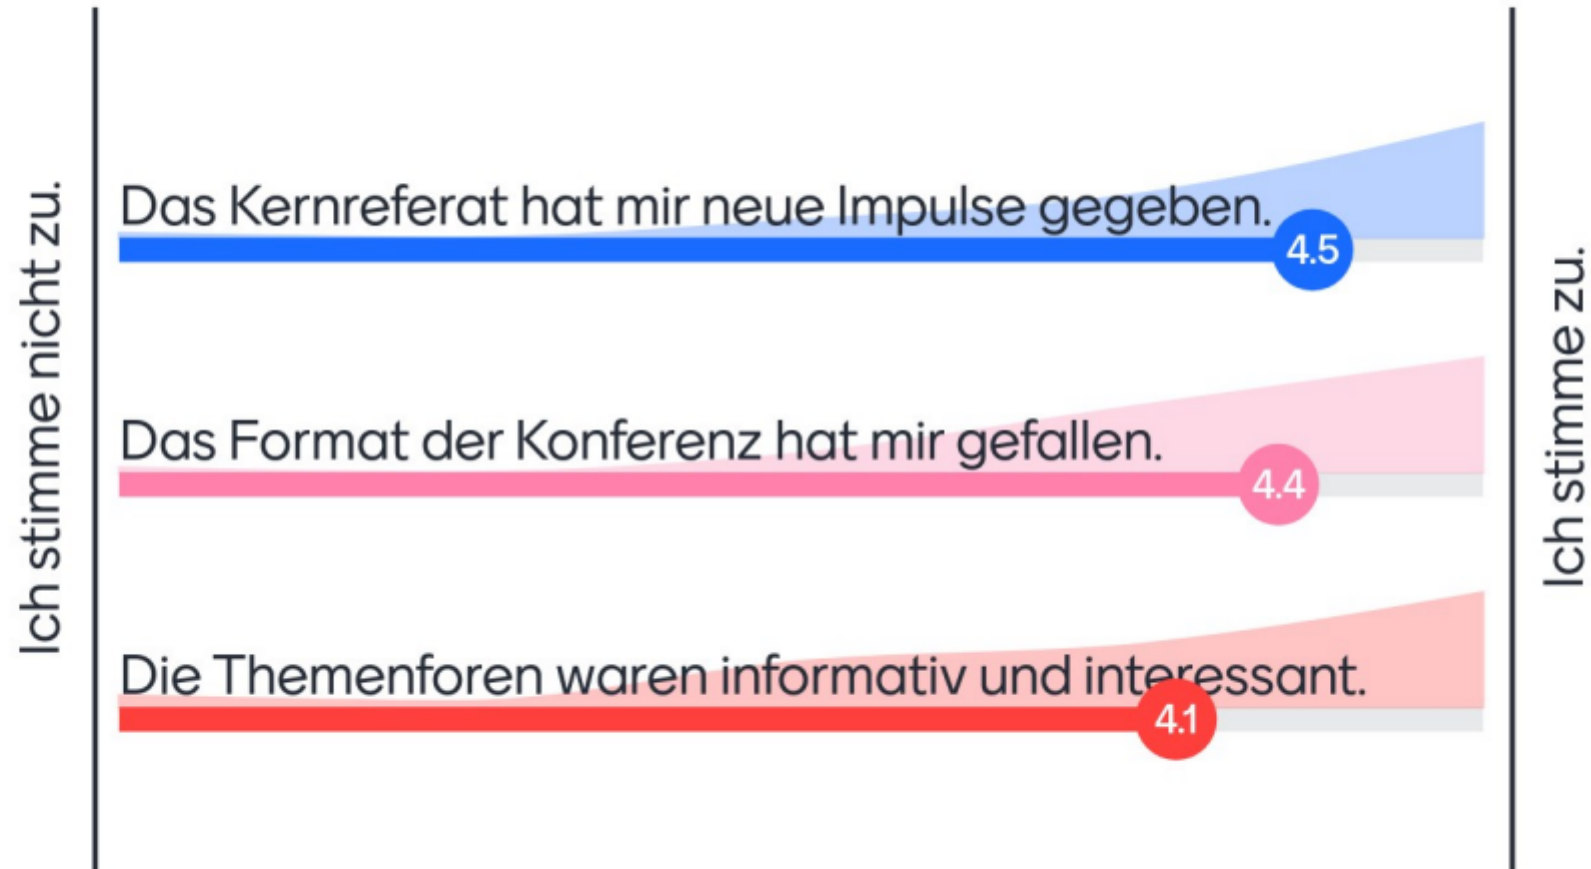 Ich stimme nicht zu.
Das Kernreferat hat mir neue Impulse gegeben.
4.5
Das Format der Konferenz hat mir gefallen.
4.4
Die Themenforen waren informativ und interessant.
4.1
Ich stimme zu.